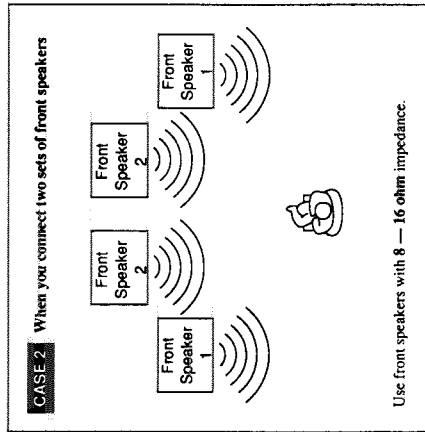 CASE 2 When you connect two sets of front speakers
Front
Speaker
1
Front
Speaker
2
Front
Speaker
2
Front
Speaker
1
Use front speakers with 8 — 16 ohm impedance.